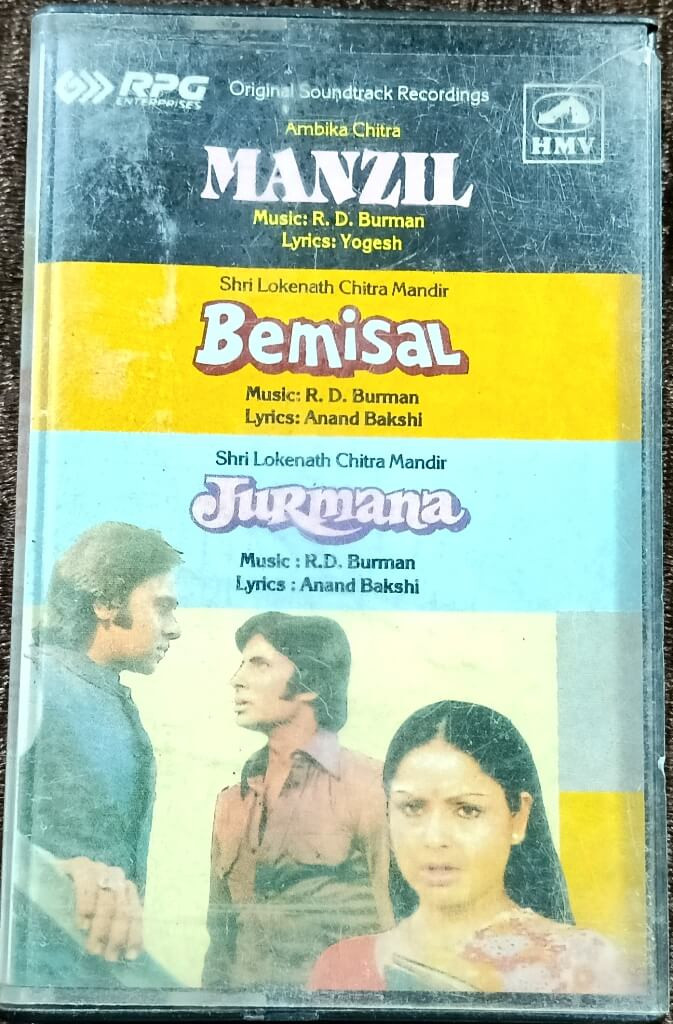 RPG
ENTERPRISES
Original Soundtrack Recordings
HMV
Ambika Chitra
MANZIL
Music: R. D. Burman
Lyrics: Yogesh
Shri Lokenath Chitra Mandir
Bemisal
Music: R. D. Burman
Lyrics: Anand Bakshi
Shri Lokenath Chitra Mandir
Jurmana
Music : R.D. Burman
Lyrics : Anand Bakshi